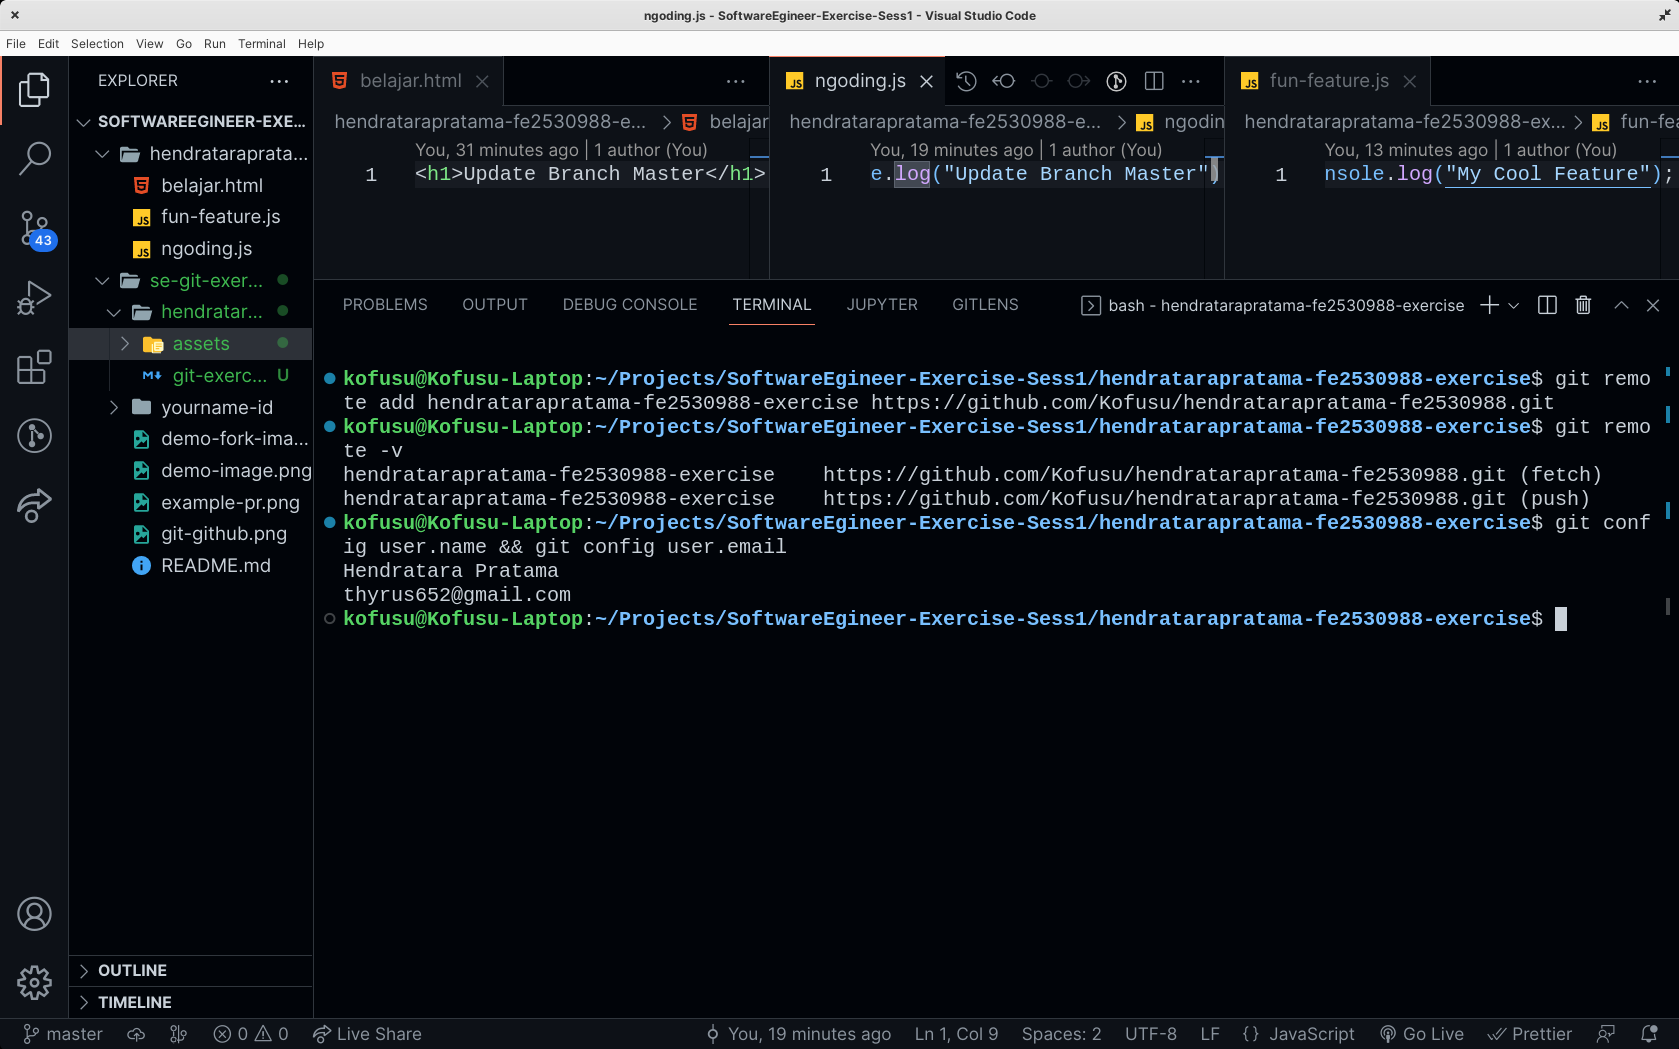 ngoding.js - SoftwareEgineer-Exercise-Sess1 - Visual Studio Code
File Edit Selection View Go Run Terminal Help
EXPLORER
SOFTWAREEGINEER-EXE...
hendrataraprata...
belajar.html
fun-feature.js
ngoding.js
se-git-exer...
hendratar...
assets
git-exerc... U
yourname-id
demo-fork-ima...
demo-image.png
example-pr.png
git-github.png
README.md
OUTLINE
TIMELINE
43
belajar.html
hendratarapratama-fe2530988-e... > belajar
You, 31 minutes ago | 1 author (You)
1 <h1>Update Branch Master</h1>
ngoding.js
hendratarapratama-fe2530988-e... > ngodin
You, 19 minutes ago | 1 author (You)
1 e.log("Update Branch Master")
fun-feature.js
hendratarapratama-fe2530988-ex... > fun-fea
You, 13 minutes ago | 1 author (You)
1 nsole.log("My Cool Feature");
PROBLEMS OUTPUT DEBUG CONSOLE TERMINAL JUPYTER GITLENS
bash - hendratarapratama-fe2530988-exercise
kofusu@Kofusu-Laptop:~/Projects/SoftwareEgineer-Exercise-Sess1/hendratarapratama-fe2530988-exercise$ git remo
te add hendratarapratama-fe2530988-exercise https://github.com/Kofusu/hendratarapratama-fe2530988.git
kofusu@Kofusu-Laptop:~/Projects/SoftwareEgineer-Exercise-Sess1/hendratarapratama-fe2530988-exercise$ git remo
te -v
hendratarapratama-fe2530988-exercise    https://github.com/Kofusu/hendratarapratama-fe2530988.git (fetch)
hendratarapratama-fe2530988-exercise    https://github.com/Kofusu/hendratarapratama-fe2530988.git (push)
kofusu@Kofusu-Laptop:~/Projects/SoftwareEgineer-Exercise-Sess1/hendratarapratama-fe2530988-exercise$ git conf
ig user.name && git config user.email
Hendratara Pratama
thyrus652@gmail.com
kofusu@Kofusu-Laptop:~/Projects/SoftwareEgineer-Exercise-Sess1/hendratarapratama-fe2530988-exercise$
master 0 0 Live Share You, 19 minutes ago Ln 1, Col 9 Spaces: 2 UTF-8 LF {} JavaScript Go Live Prettier